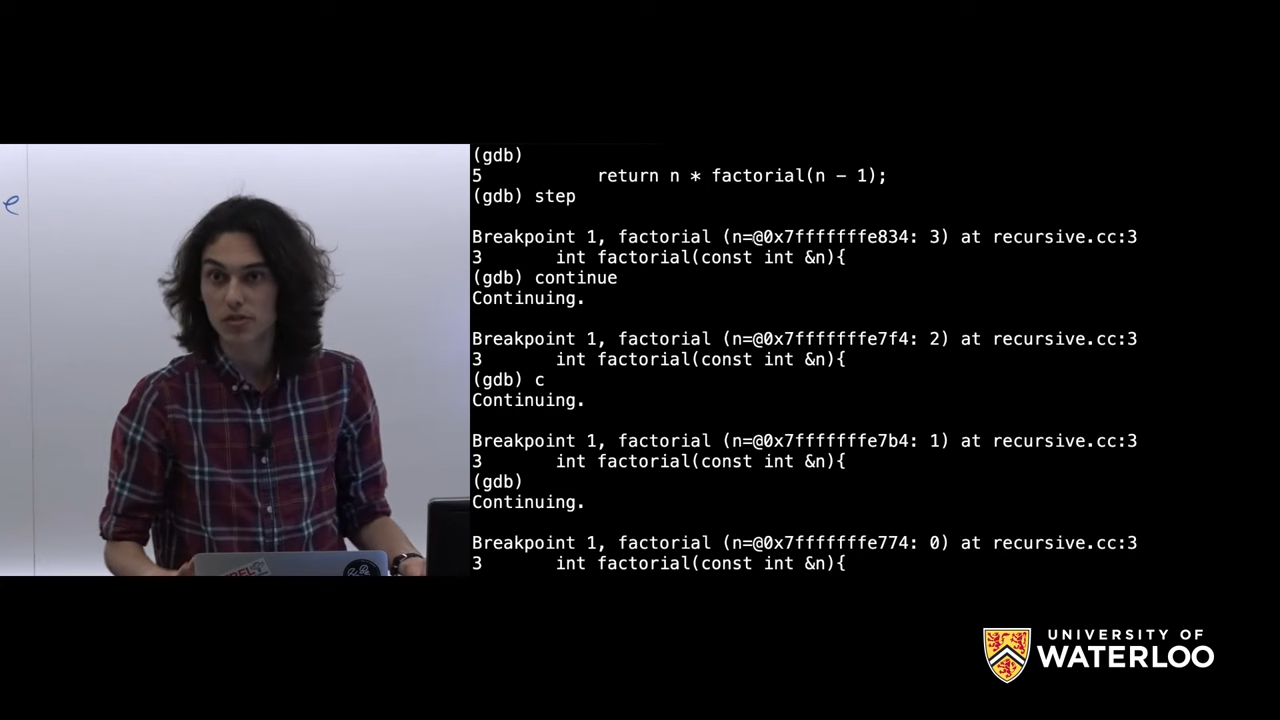 e
(gdb)
5           return n * factorial(n - 1);
(gdb) step
Breakpoint 1, factorial (n=@0x7fffffffe834: 3) at recursive.cc:3
3       int factorial(const int &n){
(gdb) continue
Continuing.
Breakpoint 1, factorial (n=@0x7fffffffe7f4: 2) at recursive.cc:3
3       int factorial(const int &n){
(gdb) c
Continuing.
Breakpoint 1, factorial (n=@0x7fffffffe7b4: 1) at recursive.cc:3
3       int factorial(const int &n){
(gdb)
Continuing.
Breakpoint 1, factorial (n=@0x7fffffffe774: 0) at recursive.cc:3
3       int factorial(const int &n){
UNIVERSITY OF
WATERLOO